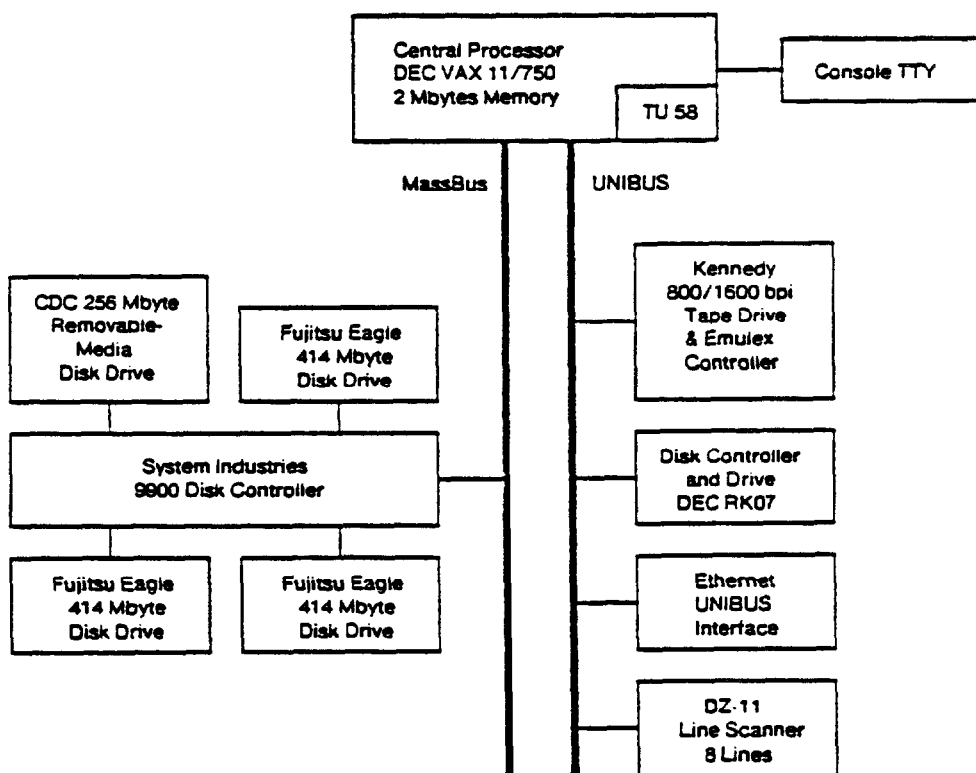 Central Processor
DEC VAX 11/750
2 Mbytes Memory
TU 58
Console TTY
MassBus
UNIBUS
CDC 256 Mbyte
Removable-
Media
Disk Drive
Fujitsu Eagle
414 Mbyte
Disk Drive
System Industries
9900 Disk Controller
Fujitsu Eagle
414 Mbyte
Disk Drive
Fujitsu Eagle
414 Mbyte
Disk Drive
Kennedy
800/1600 bpi
Tape Drive
& Emulex
Controller
Disk Controller
and Drive
DEC RK07
Ethernet
UNIBUS
Interface
DZ-11
Line Scanner
8 Lines